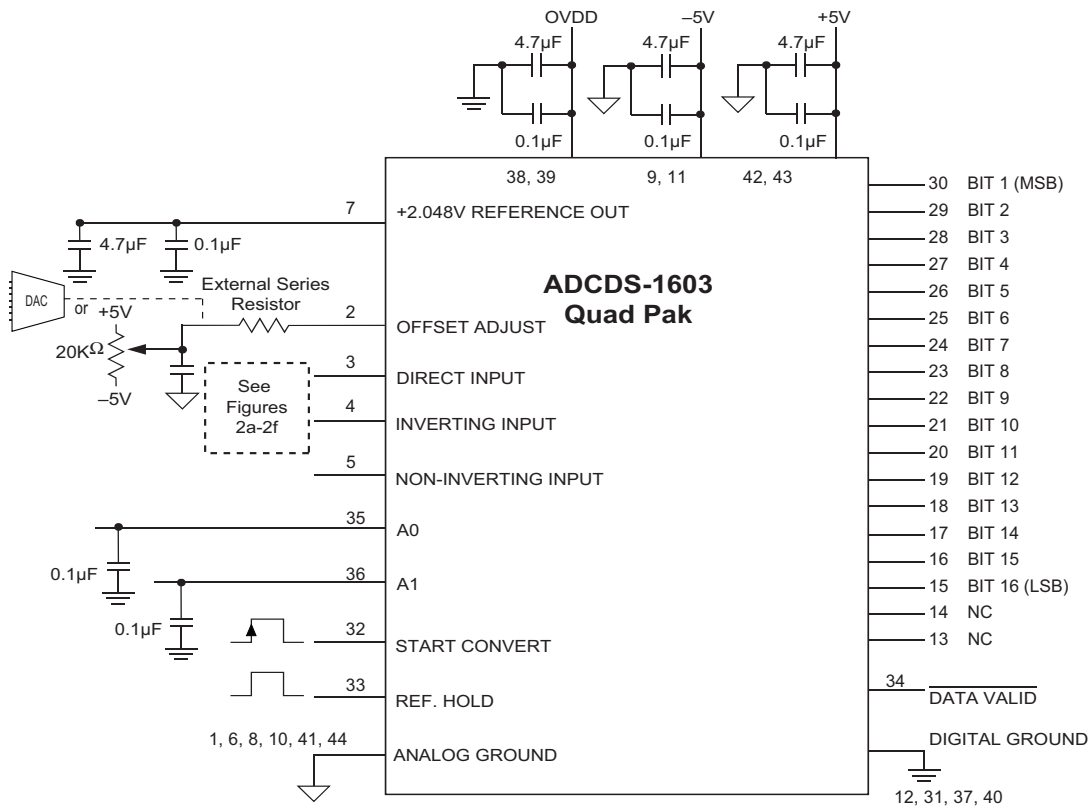 OVDD –5V +5V
4.7µF 4.7µF 4.7µF
0.1µF 0.1µF 0.1µF
38, 39 9, 11 42, 43
7 +2.048V REFERENCE OUT
4.7µF 0.1µF
ADCDS-1603
Quad Pak
DAC or
External Series
Resistor
+5V
20KΩ
–5V
2 OFFSET ADJUST
3 DIRECT INPUT
See
Figures
2a-2f
4 INVERTING INPUT
5 NON-INVERTING INPUT
35 A0
0.1µF
36 A1
0.1µF
32 START CONVERT
33 REF. HOLD
1, 6, 8, 10, 41, 44 ANALOG GROUND
30 BIT 1 (MSB)
29 BIT 2
28 BIT 3
27 BIT 4
26 BIT 5
25 BIT 6
24 BIT 7
23 BIT 8
22 BIT 9
21 BIT 10
20 BIT 11
19 BIT 12
18 BIT 13
17 BIT 14
16 BIT 15
15 BIT 16 (LSB)
14 NC
13 NC
34 DATA VALID
DIGITAL GROUND
12, 31, 37, 40